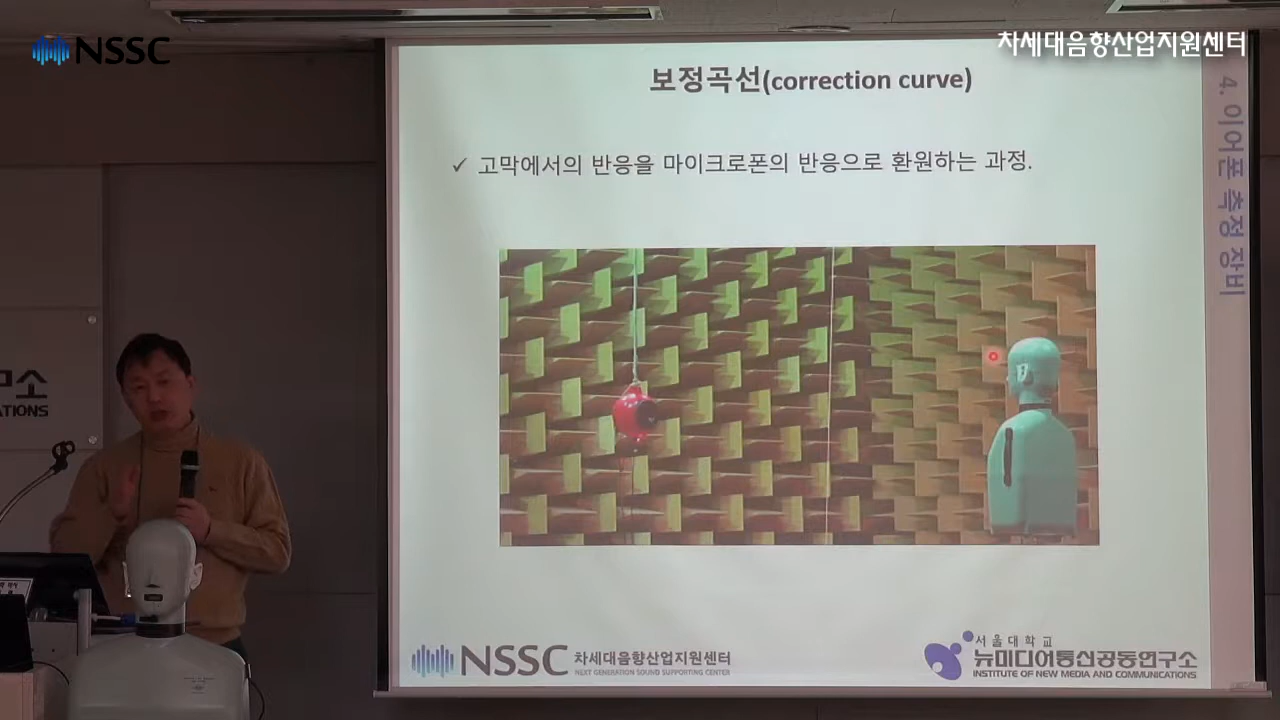 NSSC
차세대음향산업지원센터
보정곡선(correction curve)
✓ 고막에서의 반응을 마이크로폰의 반응으로 환원하는 과정.
4. 이어폰 측정 장비
NSSC 차세대음향산업지원센터
NEXT GENERATION SOUND SUPPORTING CENTER
서울대학교
뉴미디어통신공동연구소
INSTITUTE OF NEW MEDIA AND COMMUNICATIONS
구소
ATIONS